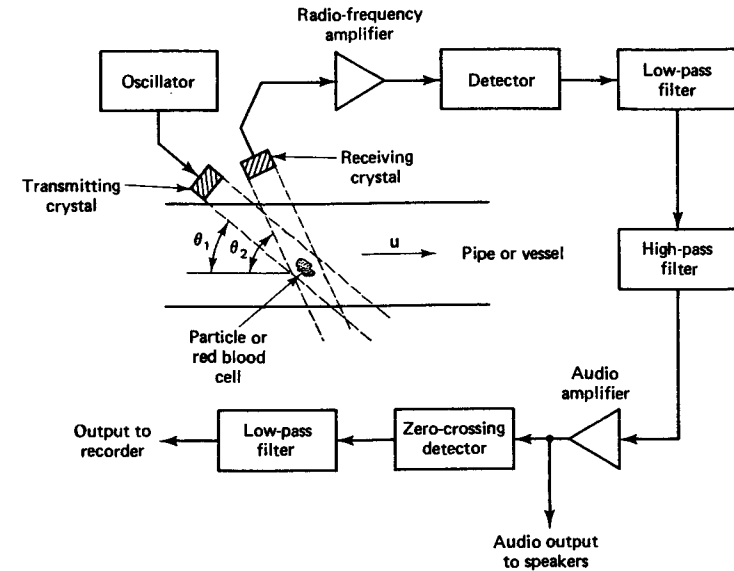 Radio-frequency
amplifier
Oscillator
Detector
Low-pass
filter
Receiving
crystal
Transmitting
crystal
θ1
θ2
u
Pipe or vessel
High-pass
filter
Particle or
red blood
cell
Audio
amplifier
Output to
recorder
Low-pass
filter
Zero-crossing
detector
Audio output
to speakers